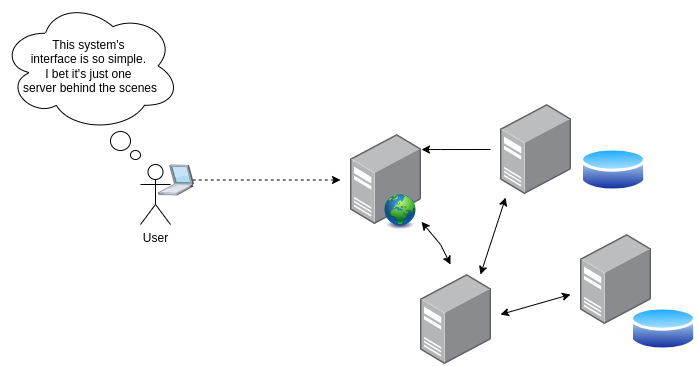 This system's
interface is so simple.
I bet it's just one
server behind the scenes
User